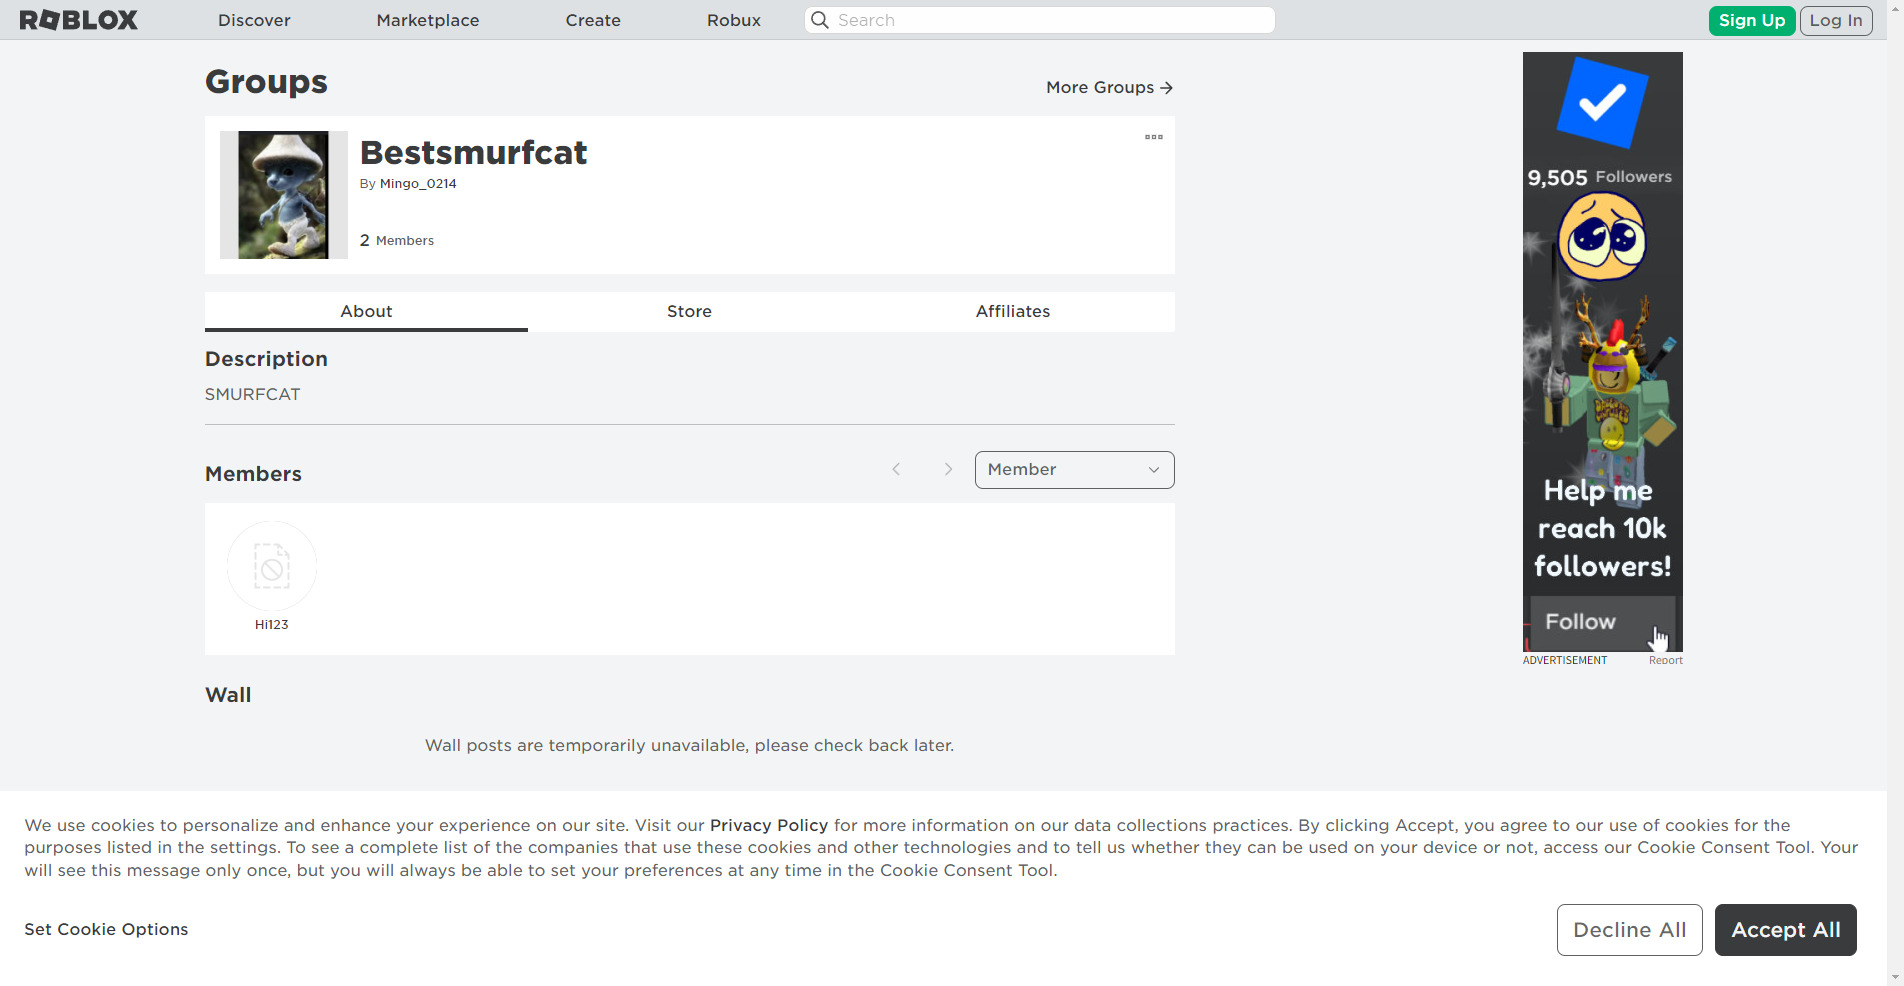 ROBLOX
Discover
Marketplace
Create
Robux
Search
Sign Up
Log In
Groups
More Groups
Bestsmurfcat
By Mingo_0214
2 Members
About
Store
Affiliates
Description
SMURFCAT
Members
Member
Hi123
Wall
Wall posts are temporarily unavailable, please check back later.
9,505 Followers
Help me
reach 10k
followers!
Follow
ADVERTISEMENT
Report
We use cookies to personalize and enhance your experience on our site. Visit our Privacy Policy for more information on our data collections practices. By clicking Accept, you agree to our use of cookies for the
purposes listed in the settings. To see a complete list of the companies that use these cookies and other technologies and to tell us whether they can be used on your device or not, access our Cookie Consent Tool. Your
will see this message only once, but you will always be able to set your preferences at any time in the Cookie Consent Tool.
Set Cookie Options
Decline All
Accept All